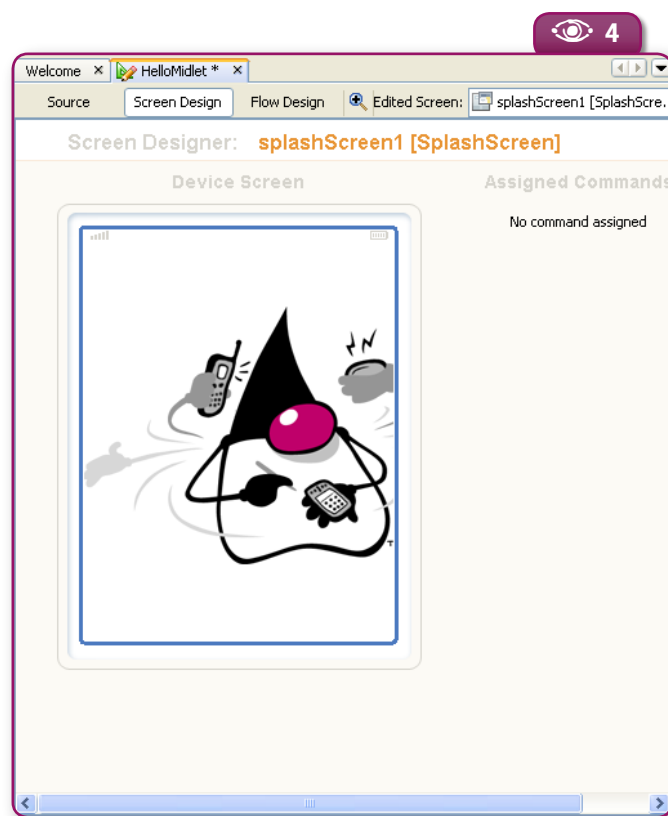 4
Welcome × HelloMidlet * ×
Source Screen Design Flow Design Edited Screen: splashScreen1 [SplashScre.
Screen Designer: splashScreen1 [SplashScreen]
Device Screen Assigned Commands
No command assigned